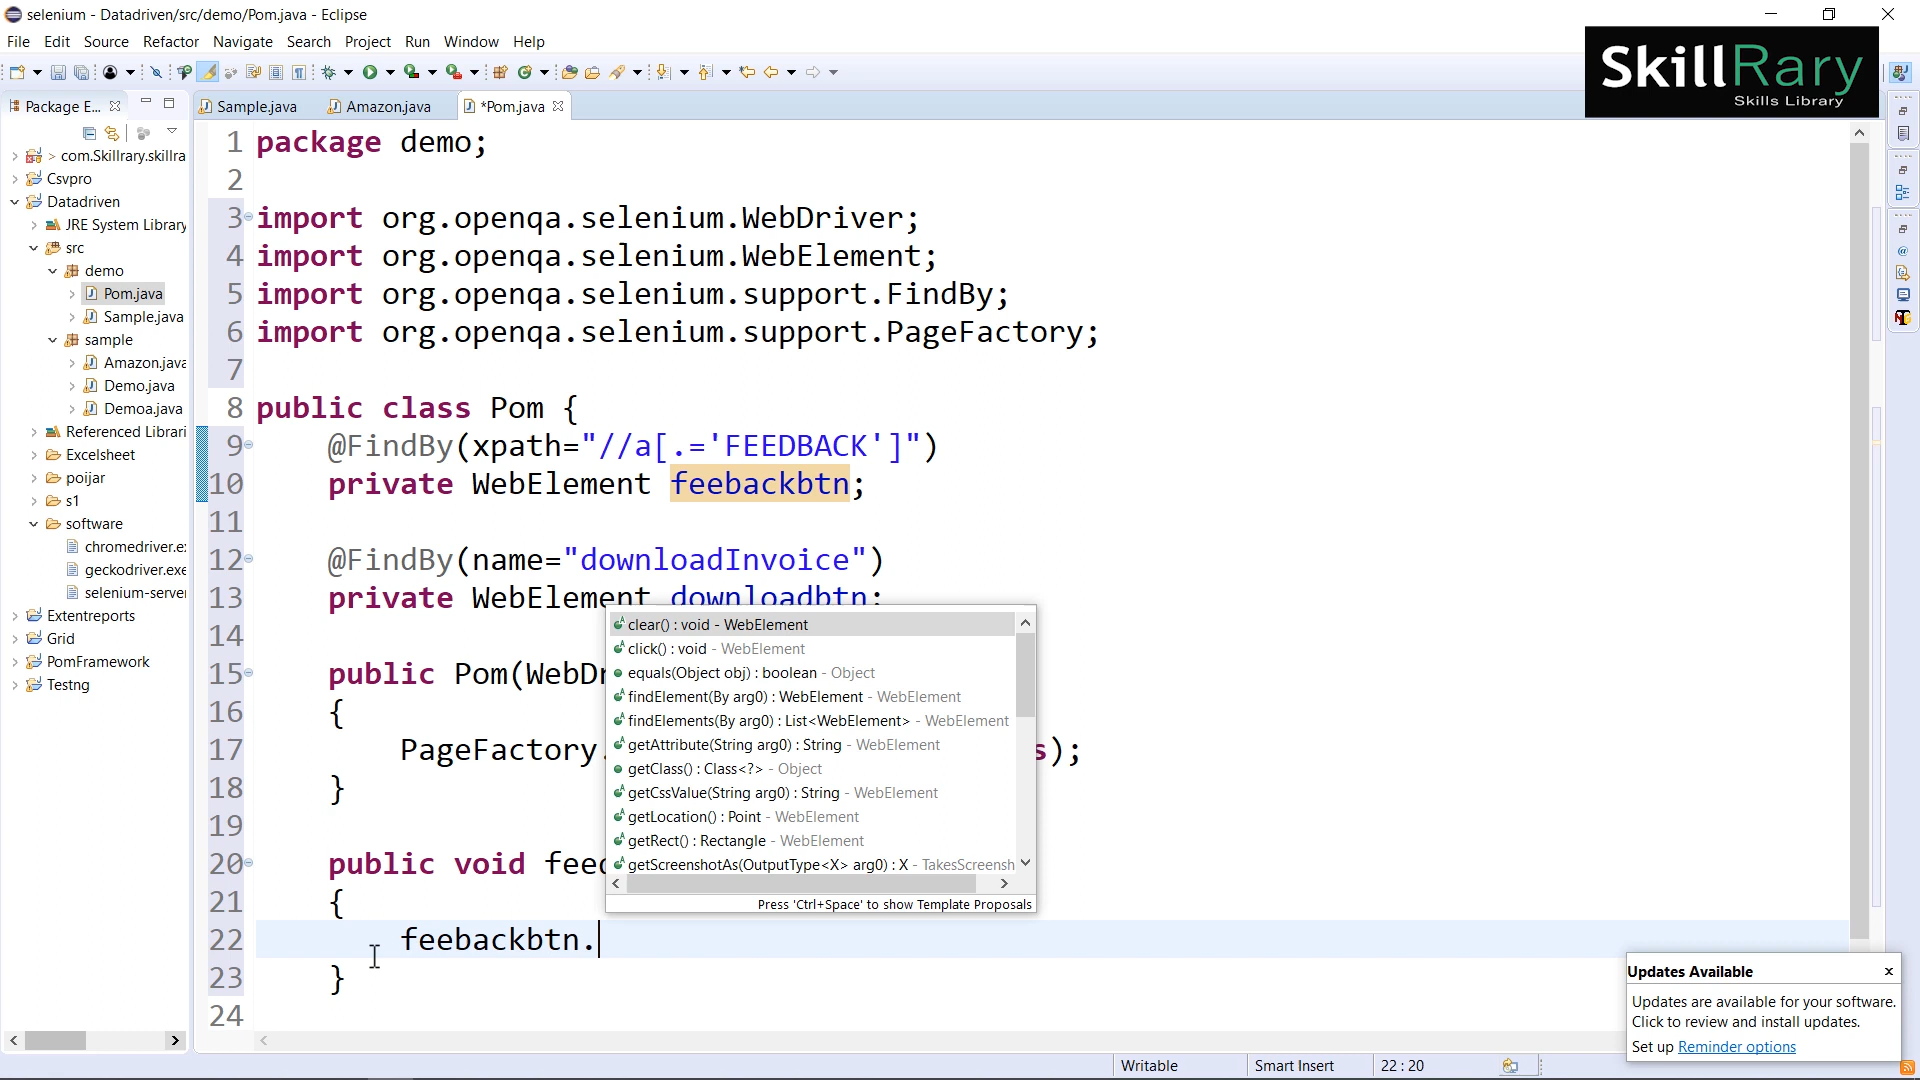 selenium - Datadriven/src/demo/Pom.java - Eclipse
File Edit Source Refactor Navigate Search Project Run Window Help
SkillRary
Skills Library
Package E...
Sample.java
Amazon.java
*Pom.java
> com.Skillrary.skillra
Csvpro
Datadriven
JRE System Library
src
demo
Pom.java
Sample.java
sample
Amazon.java
Demo.java
Demoa.java
Referenced Librari
Excelsheet
poijar
s1
software
chromedriver.e
geckodriver.exe
selenium-server
Extentreports
Grid
PomFramework
Testng
1 package demo;
2
3 import org.openqa.selenium.WebDriver;
4 import org.openqa.selenium.WebElement;
5 import org.openqa.selenium.support.FindBy;
6 import org.openqa.selenium.support.PageFactory;
7
8 public class Pom {
9 @FindBy(xpath="//a[.='FEEDBACK']")
10 private WebElement feebackbtn;
11
12 @FindBy(name="downloadInvoice")
13 private WebElement downloadbtn;
14
15 public Pom(WebDr
16 {
17 PageFactory. s);
18 }
19
20 public void feed
21 {
22 feebackbtn.
23 }
24
clear() : void - WebElement
click() : void - WebElement
equals(Object obj) : boolean - Object
findElement(By arg0) : WebElement - WebElement
findElements(By arg0) : List<WebElement> - WebElement
getAttribute(String arg0) : String - WebElement
getClass() : Class<?> - Object
getCssValue(String arg0) : String - WebElement
getLocation() : Point - WebElement
getRect() : Rectangle - WebElement
getScreenshotAs(OutputType<X> arg0) : X - TakesScreensh
Press 'Ctrl+Space' to show Template Proposals
Updates Available
Updates are available for your software.
Click to review and install updates.
Set up Reminder options
Writable
Smart Insert
22 : 20